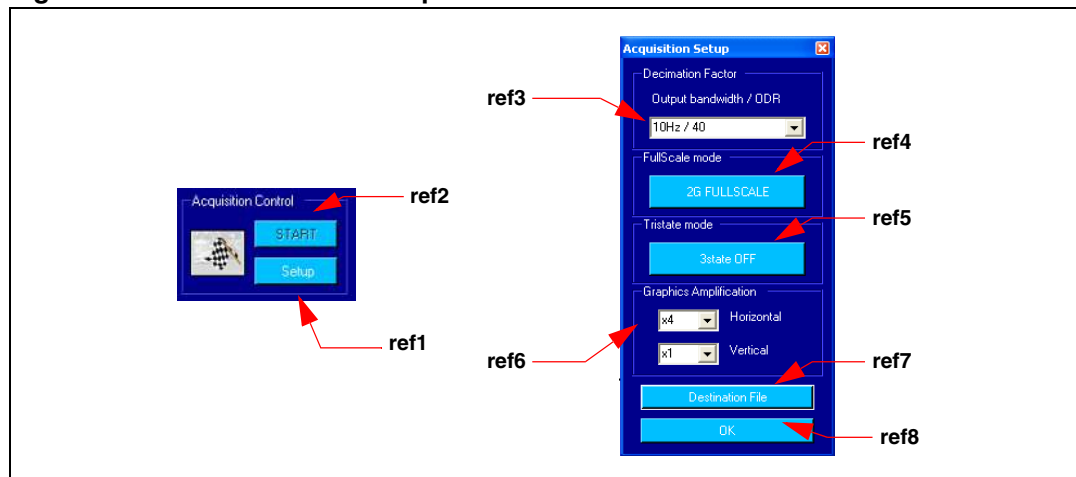 Acquisition Control
START
Setup
ref2
ref1
Acquisition Setup
Decimation Factor
Output bandwidth / ODR
10Hz / 40
ref3
FullScale mode
2G FULLSCALE
ref4
Tristate mode
3state OFF
ref5
Graphics Amplification
x4 Horizontal
x1 Vertical
ref6
Destination File
ref7
OK
ref8